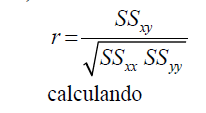 r = SS_xy / √(SS_xx SS_yy)
calculando